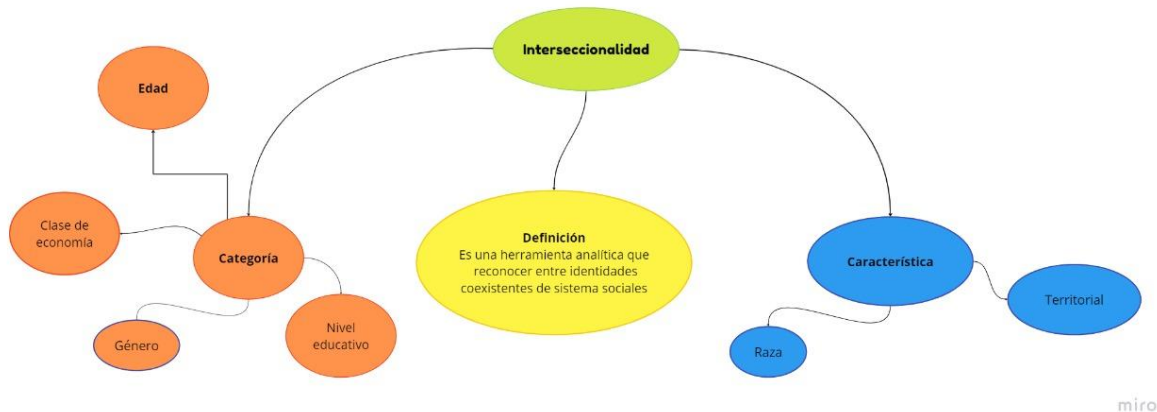 Interseccionalidad
Edad
Clase de
economía
Categoría
Género
Nivel
educativo
Definición
Es una herramienta analítica que
reconocer entre identidades
coexistentes de sistema sociales
Característica
Raza
Territorial
miro